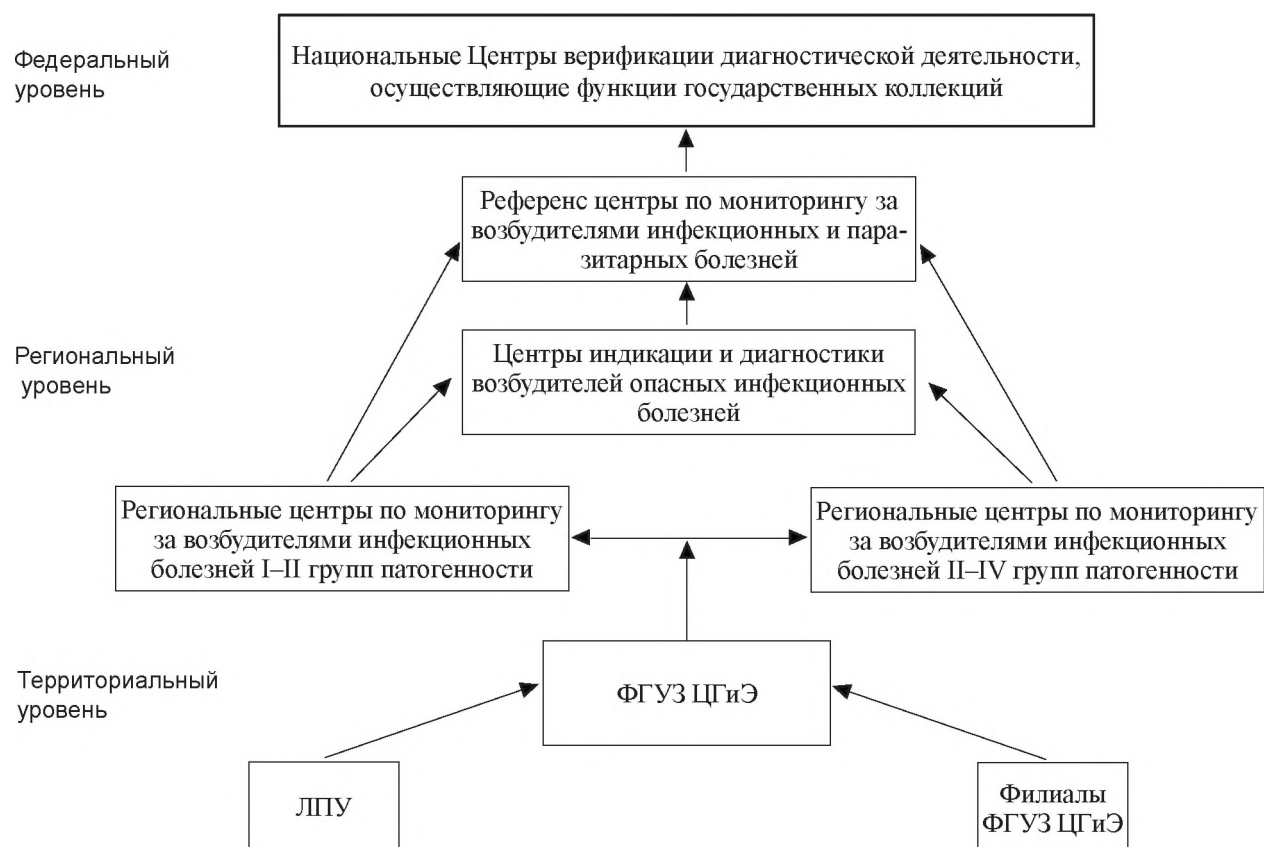 Федеральный
уровень
Национальные Центры верификации диагностической деятельности,
осуществляющие функции государственных коллекций
Референс центры по мониторингу за
возбудителями инфекционных и пара-
зитарных болезней
Региональный
уровень
Центры индикации и диагностики
возбудителей опасных инфекционных
болезней
Региональные центры по мониторингу
за возбудителями инфекционных
болезней I–II групп патогенности
Региональные центры по мониторингу
за возбудителями инфекционных
болезней II–IV групп патогенности
Территориальный
уровень
ФГУЗ ЦГиЭ
ЛПУ
Филиалы
ФГУЗ ЦГиЭ